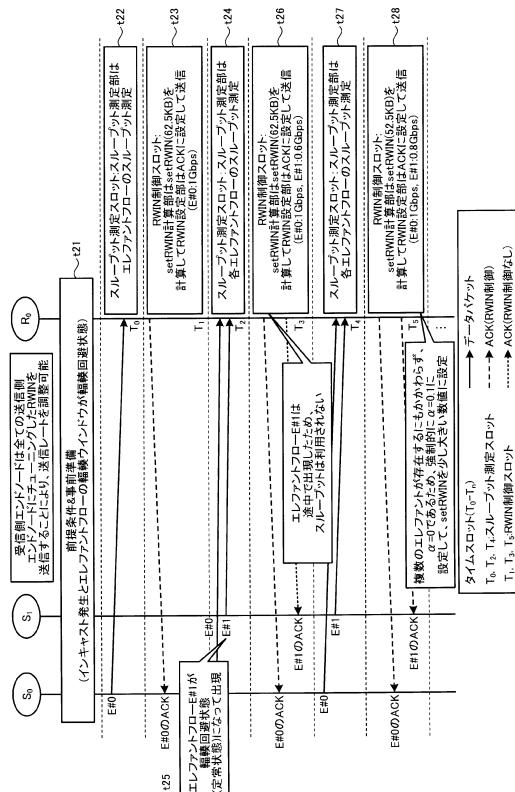 受信側エンドノードは全ての送信側
エンドノードにチューニングしたRWINを
送信することにより、送信レートを調整可能
S0
S1
R0
前提条件&事前準備
(インキャスト発生とエレファントフローの輻輳ウィンドウが輻輳回避状態)
t21
E#0
スループット測定スロット:スループット測定部は
エレファントフローのスループット測定
t22
T0
RWIN制御スロット:
setRWIN計算部はsetRWIN(62.5KB)を
計算してRWIN設定部はACKに設定して送信
(E#0:1Gbps)
t23
E#0のACK
T1
t25
エレファントフローE#1が
輻輳回避状態
(定常状態)になって出現
E#0
E#1
スループット測定スロット:スループット測定部は
各エレファントフローのスループット測定
t24
T2
RWIN制御スロット:
setRWIN計算部はsetRWIN(62.5KB)を
計算してRWIN設定部はACKに設定して送信
(E#0:1Gbps, E#1:0.6Gbps)
t26
E#0のACK
E#1のACK
T3
エレファントフローE#1は
途中で出現したため
スループットは利用されない
E#0
E#1
スループット測定スロット:スループット測定部は
各エレファントフローのスループット測定
t27
T4
RWIN制御スロット:
setRWIN計算部はsetRWIN(52.5KB)を
計算してRWIN設定部はACKに設定して送信
(E#0:1Gbps, E#1:0.8Gbps)
t28
E#0のACK
E#1のACK
T5
複数のエレファントが存在するにもかかわらず、
α=0であるため、強制的に α=0.1に
設定して、setRWINを少し大きい数値に設定
タイムスロット(T0-Tn)
T0, T2, T4:スループット測定スロット
T1, T3, T5:RWIN制御スロット
データパケット
ACK(RWIN制御)
ACK(RWIN制御なし)